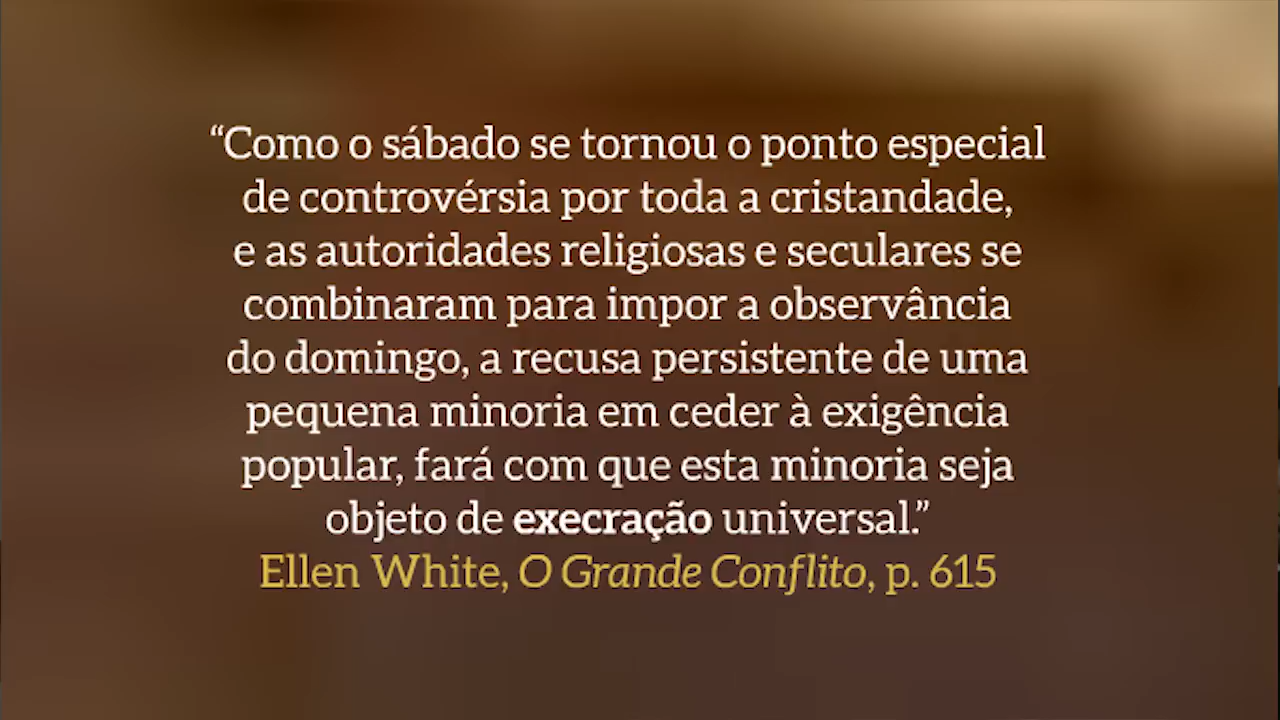 “Como o sábado se tornou o ponto especial
de controvérsia por toda a cristandade,
e as autoridades religiosas e seculares se
combinaram para impor a observância
do domingo, a recusa persistente de uma
pequena minoria em ceder à exigência
popular, fará com que esta minoria seja
objeto de execração universal.”
Ellen White, O Grande Conflito, p. 615